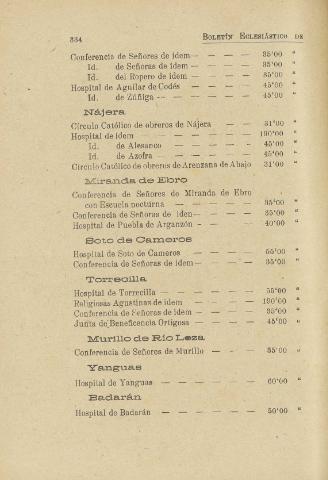 334 BOLETÍN ECLESIÁSTICO DE
Conferencia de Señores de idem — — — — 35'00 "
Id. de Señoras de idem — — — — 35'00 "
Id. del Ropero de idem — — — — 35'00 "
Hospital de Aguilar de Codés — — — — 45'00 "
Id. de Zúñiga — — — — — 45'00 "
Nájera
Círculo Católico de obreros de Nájera — — — 31'00 "
Hospital de idem — — — — — — 190'00 "
Id. de Alesanco — — — — — 45'00 "
Id. de Azofra — — — — — 45'00 "
Círculo Católico de obreros de Arenzana de Abajo 31'00 "
Miranda de Ebro
Conferencia de Señores de Miranda de Ebro
con Escuela nocturna — — — — — 35'00 "
Conferencia de Señoras de iden — — — — 35'00 "
Hospital de Puebla de Arganzón — — — — 40'00 "
Soto de Cameros
Hospital de Soto de Cameros — — — — 55'00 "
Conferencia de Señoras de idem — — — — 35'00 "
Torrecilla
Hospital de Torrecilla — — — — — 55'00 "
Religiosas Agustinas de idem — — — — 190'00 "
Conferencia de Señoras de idem — — — — 35'00 "
Junta de Beneficencia Ortigosa — — — — 45'00 "
Murillo de Río Leza
Conferencia de Señores de Murillo — — — — 35'00 "
Yanguas
Hospital de Yanguas — — — — — — 60'00 "
Badarán
Hospital de Badarán — — — — — — 50'00 "